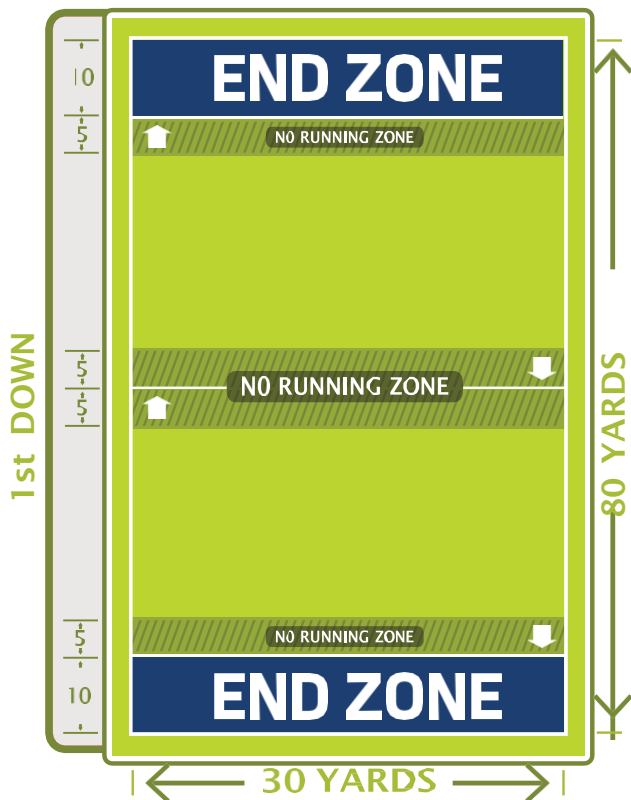 END ZONE
10
5
NO RUNNING ZONE
5
NO RUNNING ZONE
5
1st DOWN
80 YARDS
5
NO RUNNING ZONE
10
END ZONE
30 YARDS